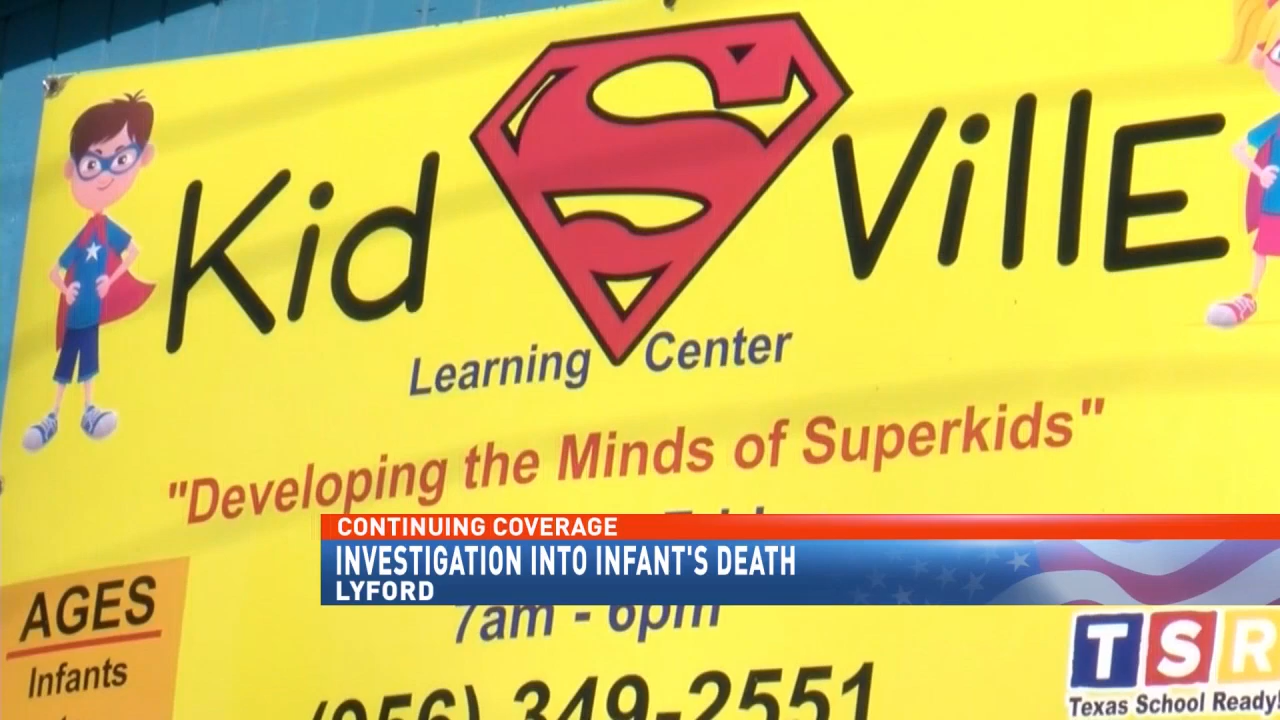 Kid S VillE
Learning Center
"Developing the Minds of Superkids"
CONTINUING COVERAGE
INVESTIGATION INTO INFANT'S DEATH
LYFORD
7am - 6pm
AGES
Infants
(956) 349-2551
TSR
Texas School Ready!